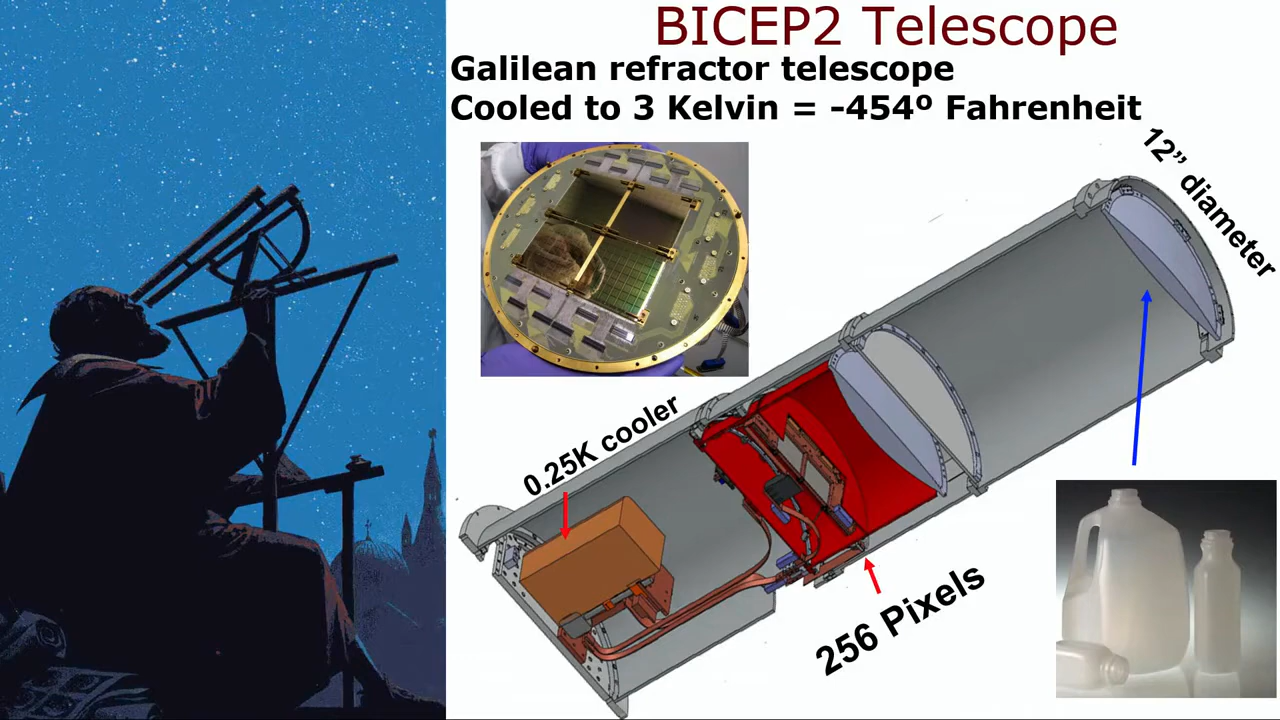 BICEP2 Telescope
Galilean refractor telescope
Cooled to 3 Kelvin = -454º Fahrenheit
12” diameter
0.25K cooler
256 Pixels